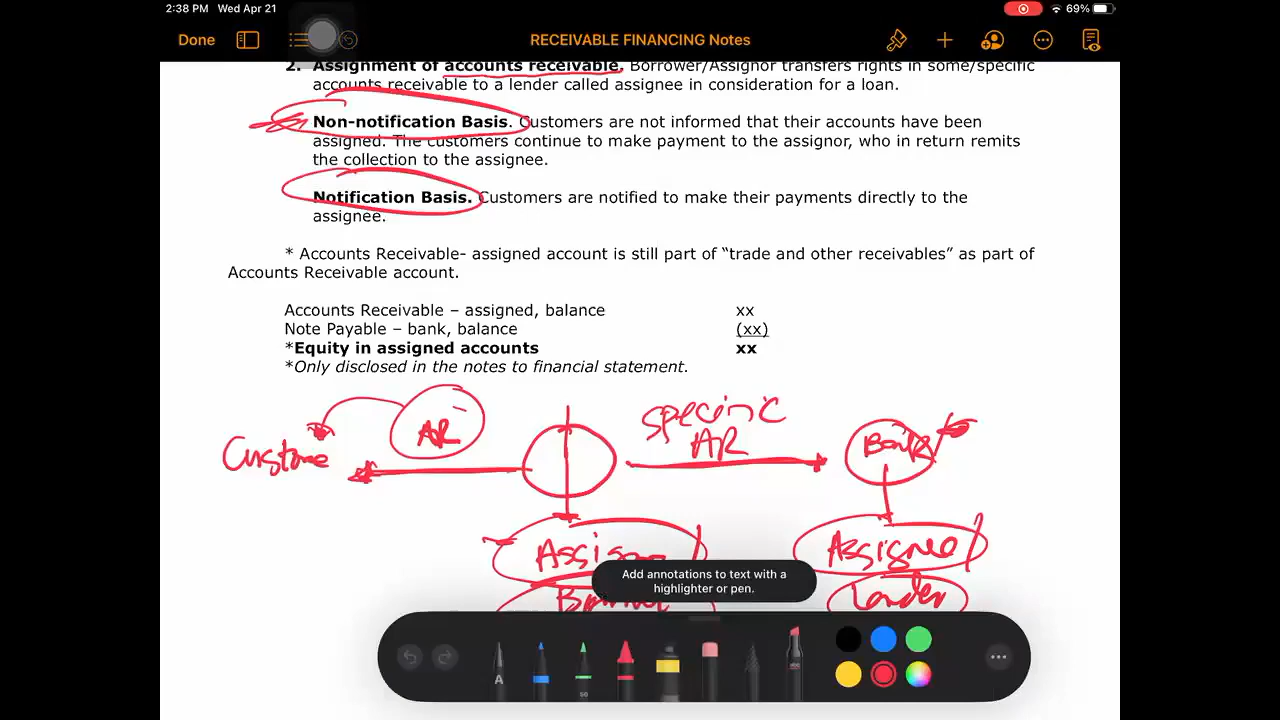 2:38 PM Wed Apr 21
69%
Done
RECEIVABLE FINANCING Notes
2. Assignment of accounts receivable. Borrower/Assignor transfers rights in some/specific
accounts receivable to a lender called assignee in consideration for a loan.
Non-notification Basis. Customers are not informed that their accounts have been
assigned. The customers continue to make payment to the assignor, who in return remits
the collection to the assignee.
Notification Basis. Customers are notified to make their payments directly to the
assignee.
* Accounts Receivable- assigned account is still part of “trade and other receivables” as part of
Accounts Receivable account.
Accounts Receivable – assigned, balance xx
Note Payable – bank, balance (xx)
*Equity in assigned accounts xx
*Only disclosed in the notes to financial statement.
specific
AR
AR
Bank
Custome
Assignee
Lender
Add annotations to text with a
highlighter or pen.
A
50